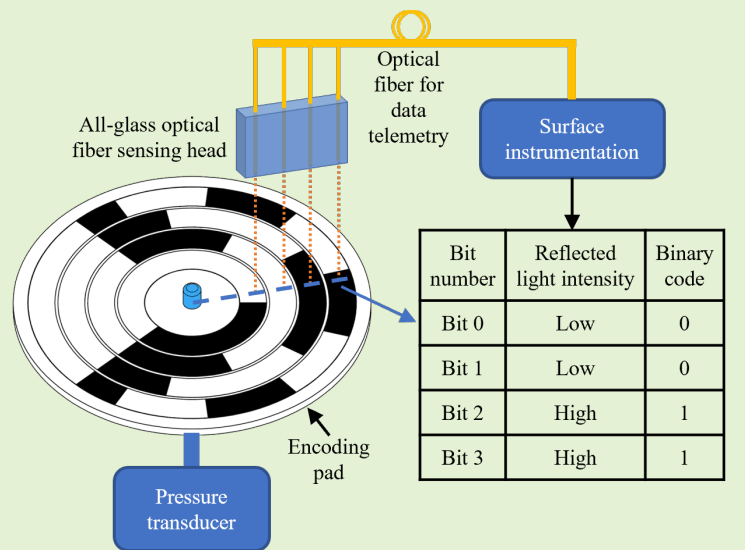 Optical
fiber for
data
telemetry
All-glass optical
fiber sensing head
Surface
instrumentation
Bit
number
Reflected
light intensity
Binary
code
Bit 0
Low
0
Bit 1
Low
0
Bit 2
High
1
Bit 3
High
1
Encoding
pad
Pressure
transducer